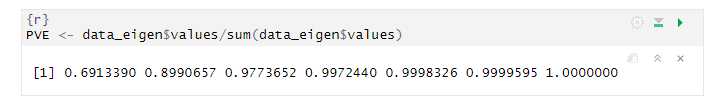 {r}
PVE <- data_eigen$values/sum(data_eigen$values)
[1] 0.6913390 0.8990657 0.9773652 0.9972440 0.9998326 0.9999595 1.0000000